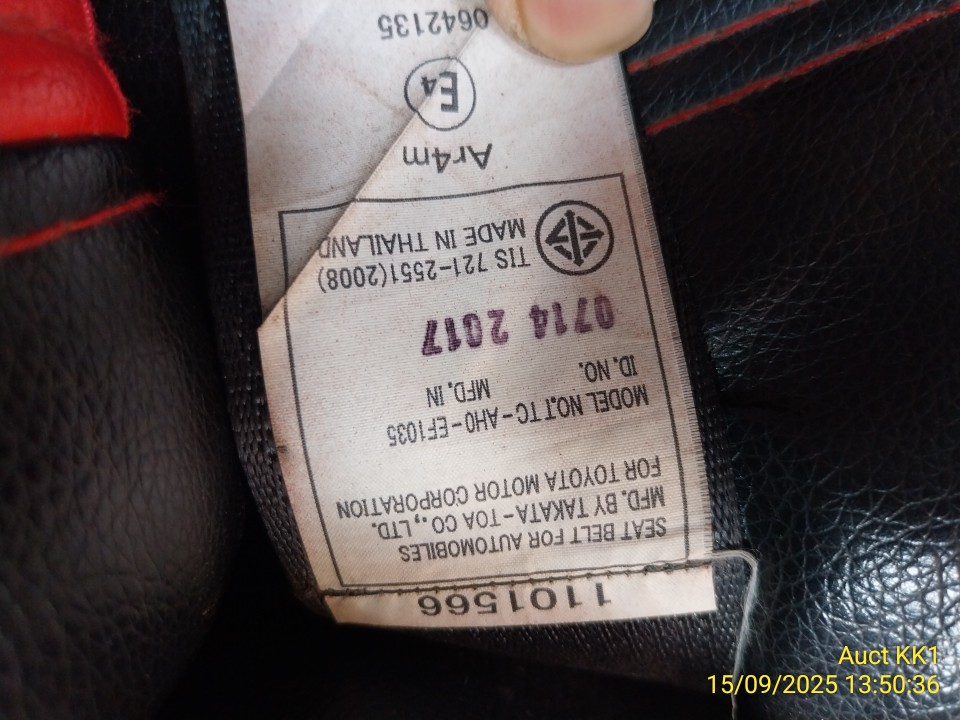 1101566
SEAT BELT FOR AUTOMOBILES
MFD. BY TAKATA-TOA CO., LTD.
FOR TOYOTA MOTOR CORPORATION
MODEL NO.TTC-AH0-EF1035
ID. NO. MFD. IN
0714 2017
TIS 721-2551(2008)
MADE IN THAILAND
Ar4m
E4
0642135
Auct KK1
15/09/2025 13:50:36